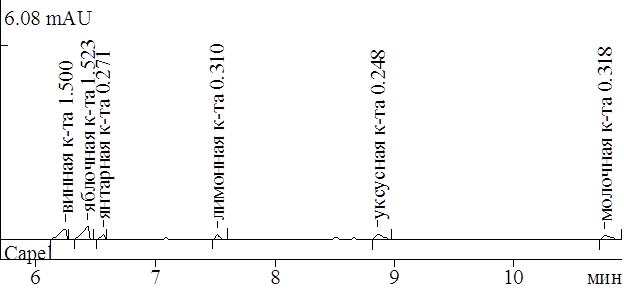 6.08 mAU
винная к-та 1.500
яблочная к-та 1.523
янтарная к-та 0.271
лимонная к-та 0.310
уксусная к-та 0.248
молочная к-та 0.318
Capel
6 7 8 9 10 мин